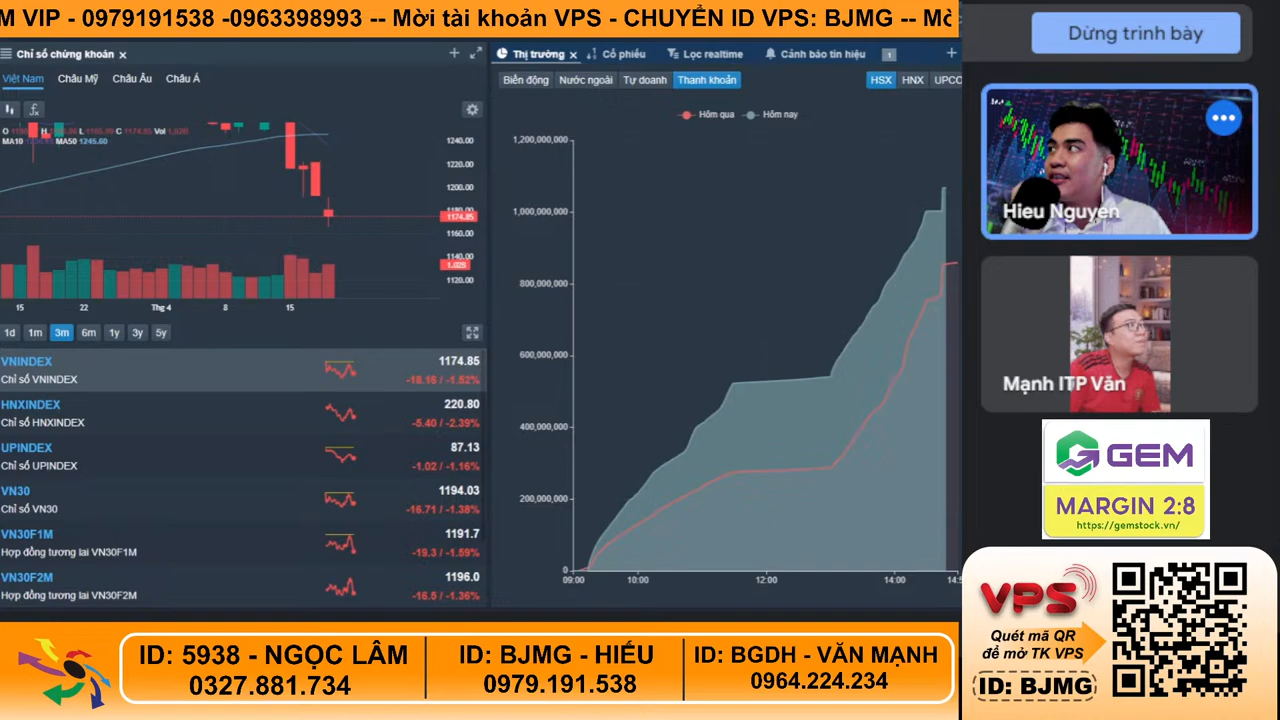 M VIP - 0979191538 -0963398993 -- Mời tài khoản VPS - CHUYỂN ID VPS: BJMG -- Mờ
Chỉ số chứng khoán
Việt Nam Châu Mỹ Châu Âu Châu Á
MA10 MA50 1245.60
1240.00
1220.00
1200.00
1174.85
1160.00
1140.00
1120.00
15 22 Thg 4 8 15
1d 1m 3m 6m 1y 3y 5y
VNINDEX 1174.85
Chỉ số VNINDEX -18.16 / -1.52%
HNXINDEX 220.80
Chỉ số HNXINDEX -5.40 / -2.39%
UPINDEX 87.13
Chỉ số UPINDEX -1.02 / -1.16%
VN30 1194.03
Chỉ số VN30 -16.71 / -1.38%
VN30F1M 1191.7
Hợp đồng tương lai VN30F1M -19.3 / -1.59%
VN30F2M 1196.0
Hợp đồng tương lai VN30F2M -16.5 / -1.36%
Thị trường Cổ phiếu Lọc realtime Cảnh báo tín hiệu 1
Biến động Nước ngoài Tự doanh Thanh khoản HSX HNX UPCO
Hôm qua Hôm nay
1,200,000,000
1,000,000,000
800,000,000
600,000,000
400,000,000
200,000,000
0
09:00 10:00 12:00 14:00 14:5
Dừng trình bày
Hieu Nguyen
Mạnh ITP Văn
GEM
MARGIN 2:8
https://gemstock.vn/
VPS
Quét mã QR
để mở TK VPS
ID: BJMG
ID: 5938 - NGỌC LÂM
0327.881.734
ID: BJMG - HIẾU
0979.191.538
ID: BGDH - VĂN MẠNH
0964.224.234